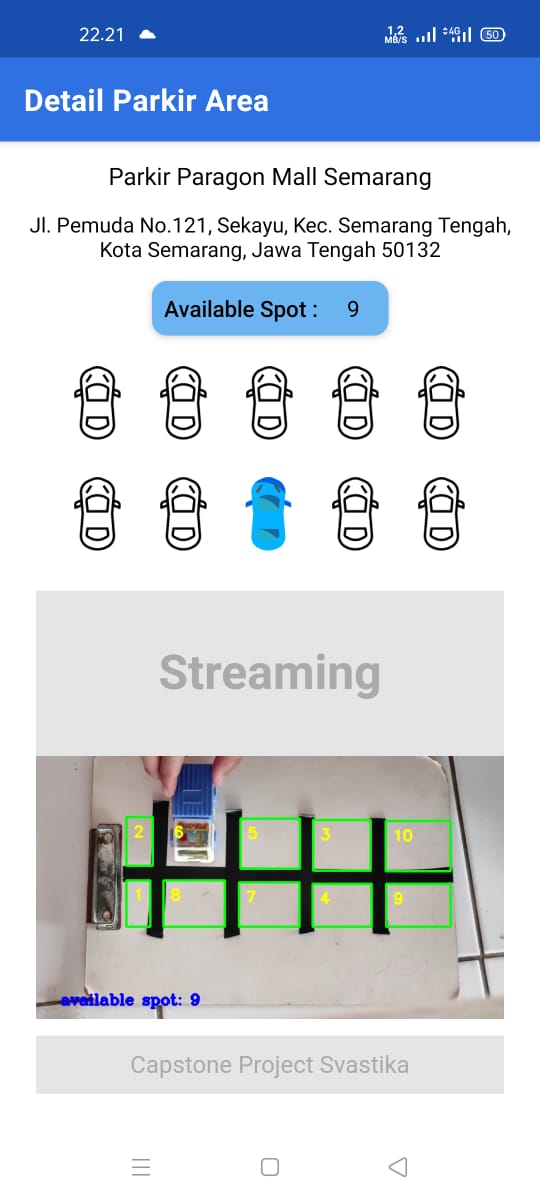 22.21
1,2
MB/S
4G
50
Detail Parkir Area
Parkir Paragon Mall Semarang
Jl. Pemuda No.121, Sekayu, Kec. Semarang Tengah,
Kota Semarang, Jawa Tengah 50132
Available Spot : 9
Streaming
2 6 5 3 10
1 8 7 4 9
available spot: 9
Capstone Project Svastika